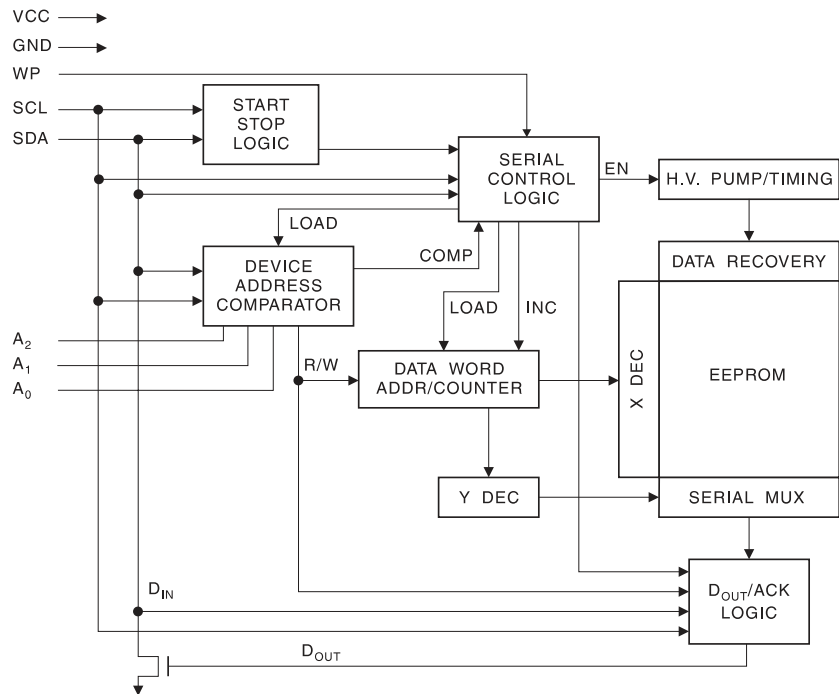 VCC
GND
WP
SCL
SDA
START
STOP
LOGIC
SERIAL
CONTROL
LOGIC
EN
H.V. PUMP/TIMING
LOAD
COMP
DEVICE
ADDRESS
COMPARATOR
LOAD
INC
DATA RECOVERY
A2
A1
A0
R/W
DATA WORD
ADDR/COUNTER
X DEC
EEPROM
Y DEC
SERIAL MUX
DIN
DOUT/ACK
LOGIC
DOUT